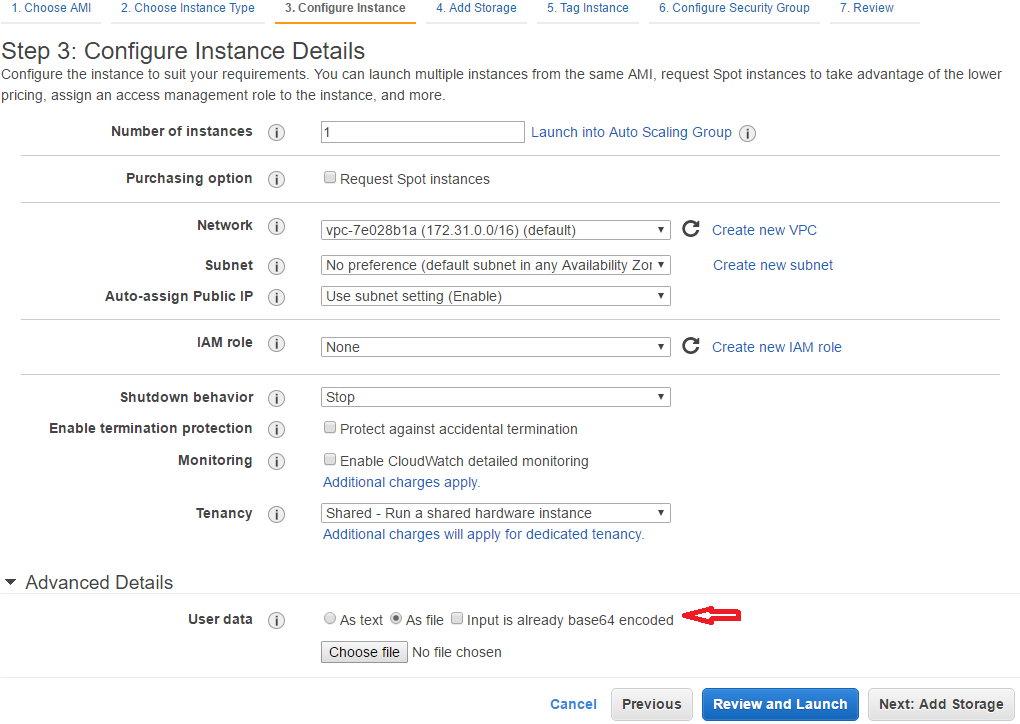 1. Choose AMI 2. Choose Instance Type 3. Configure Instance 4. Add Storage 5. Tag Instance 6. Configure Security Group 7. Review
Step 3: Configure Instance Details
Configure the instance to suit your requirements. You can launch multiple instances from the same AMI, request Spot instances to take advantage of the lower
pricing, assign an access management role to the instance, and more.
Number of instances i 1 Launch into Auto Scaling Group i
Purchasing option i Request Spot instances
Network i vpc-7e028b1a (172.31.0.0/16) (default) Create new VPC
Subnet i No preference (default subnet in any Availability Zor Create new subnet
Auto-assign Public IP i Use subnet setting (Enable)
IAM role i None Create new IAM role
Shutdown behavior i Stop
Enable termination protection i Protect against accidental termination
Monitoring i Enable CloudWatch detailed monitoring
Additional charges apply.
Tenancy i Shared - Run a shared hardware instance
Additional charges will apply for dedicated tenancy.
Advanced Details
User data i As text As file Input is already base64 encoded
Choose file No file chosen
Cancel Previous Review and Launch Next: Add Storage